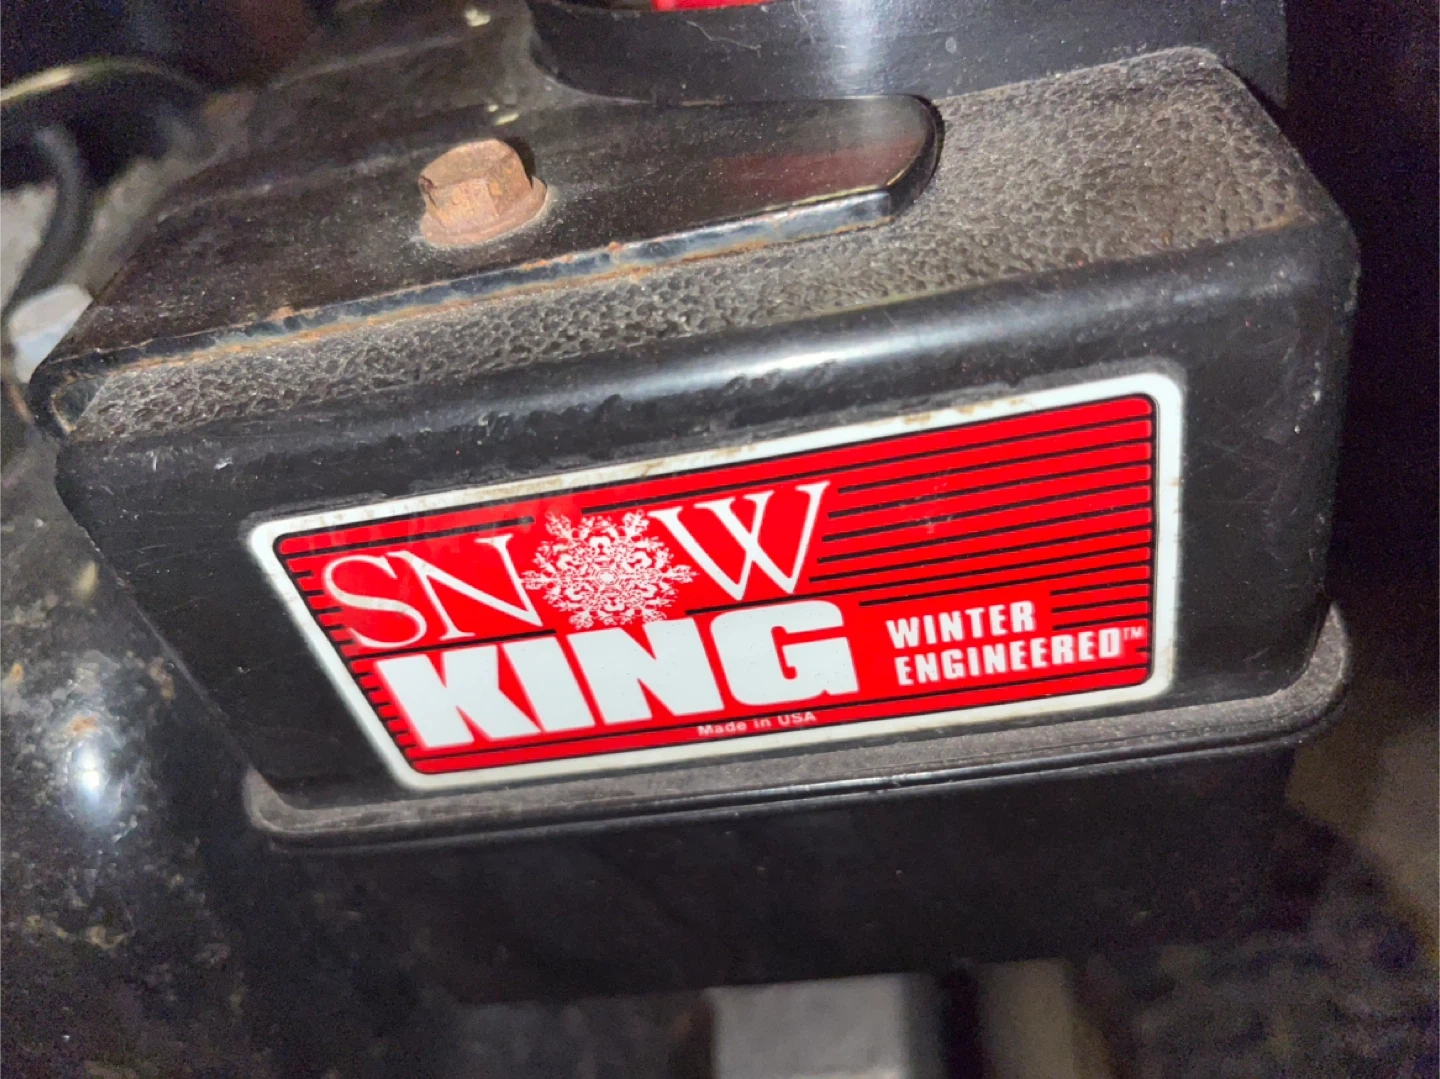 SNOW
KING
WINTER
ENGINEERED™
Made in USA